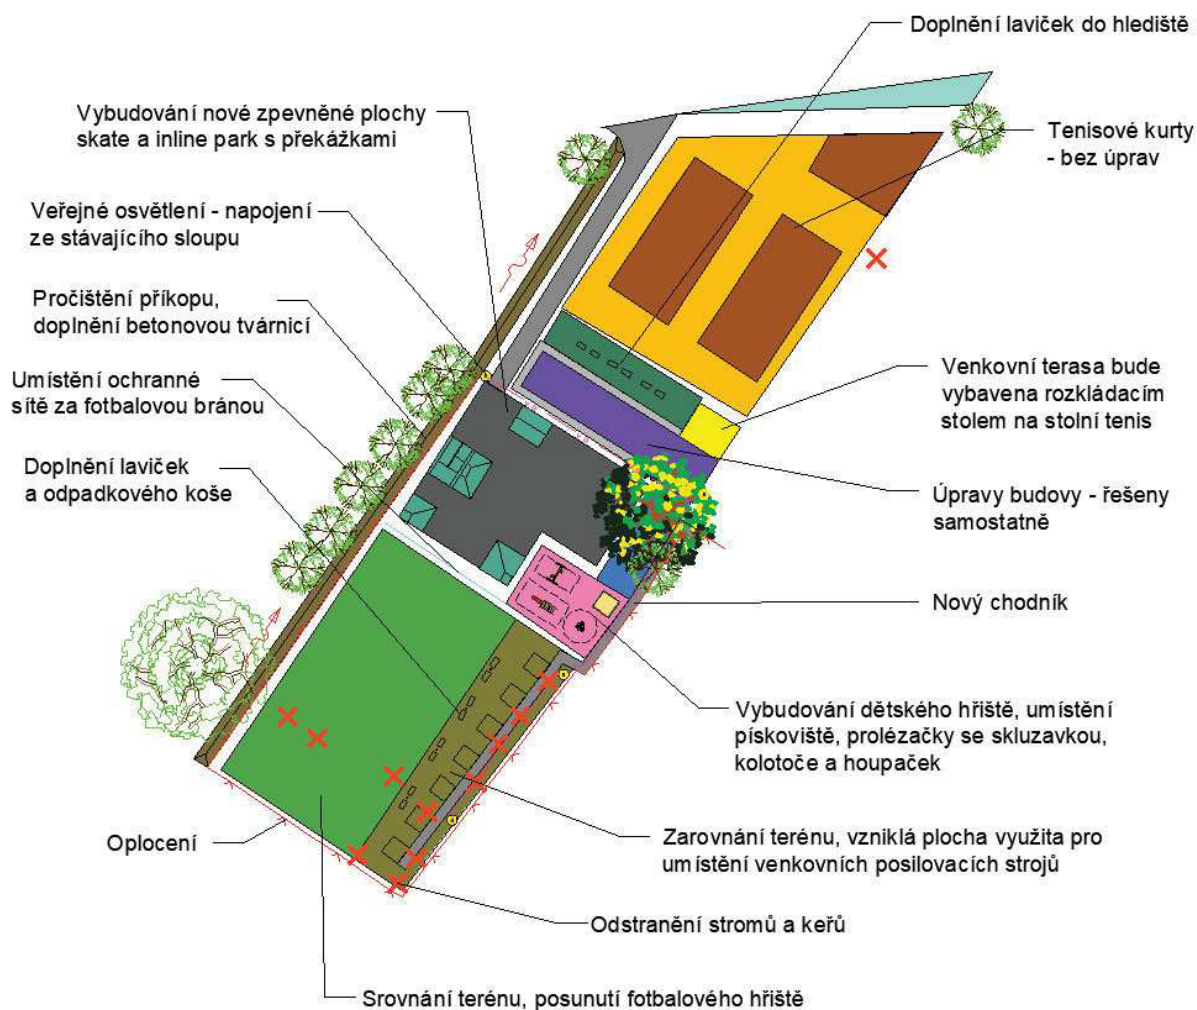 Doplnění laviček do hlediště
Vybudování nové zpevněné plochy
skate a inline park s překážkami
Tenisové kurty
- bez úprav
Veřejné osvětlení - napojení
ze stávajícího sloupu
Pročištění příkopu,
doplnění betonovou tvárnicí
Umístění ochranné
sítě za fotbalovou bránou
Venkovní terasa bude
vybavena rozkládacím
stolem na stolní tenis
Doplnění laviček
a odpadkového koše
Úpravy budovy - řešeny
samostatně
Nový chodník
Vybudování dětského hřiště, umístění
pískoviště, prolézačky se skluzavkou,
kolotoče a houpaček
Oplocení
Zarovnání terénu, vzniklá plocha využita pro
umístění venkovních posilovacích strojů
Odstranění stromů a keřů
Srovnání terénu, posunutí fotbalového hřiště